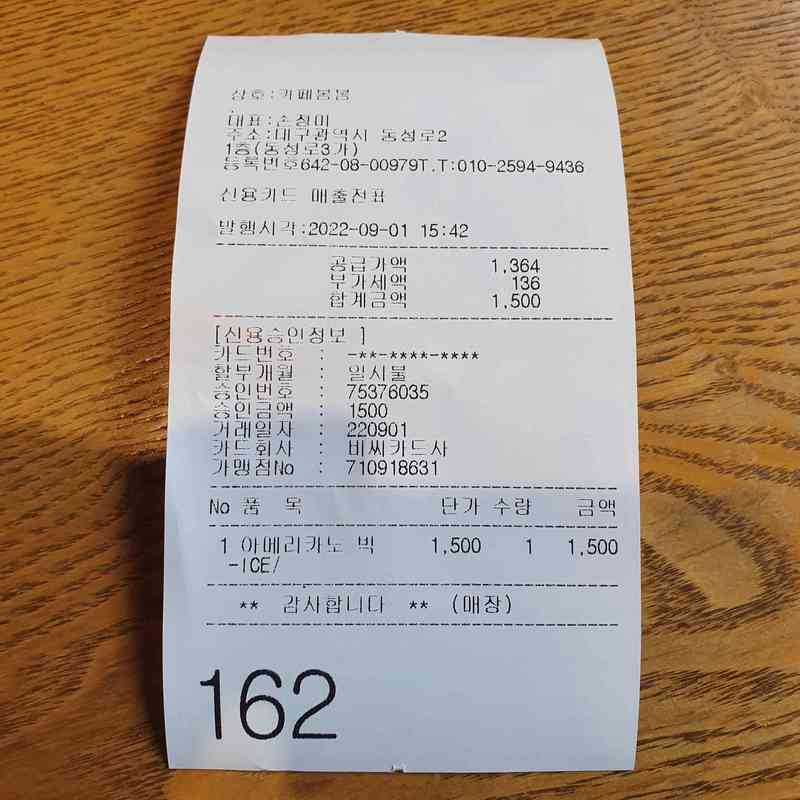 상호:카페봄봄
대표:손창미
주소:대구광역시 동성로2
1층(동성로3가)
등록번호642-08-00979T.T:010-2594-9436
신용카드 매출전표
발행시각:2022-09-01 15:42
공급가액 1,364
부가세액 136
합계금액 1,500
[신용승인정보 ]
카드번호 : -**-****-****
할부개월 : 일시불
승인번호 : 75376035
승인금액 : 1500
거래일자 : 220901
카드회사 : 비씨카드사
가맹점No : 710918631
No 품 목 단가 수량 금액
1 아메리카노 빅 1,500 1 1,500
-ICE/
** 감사합니다 ** (매장)
162